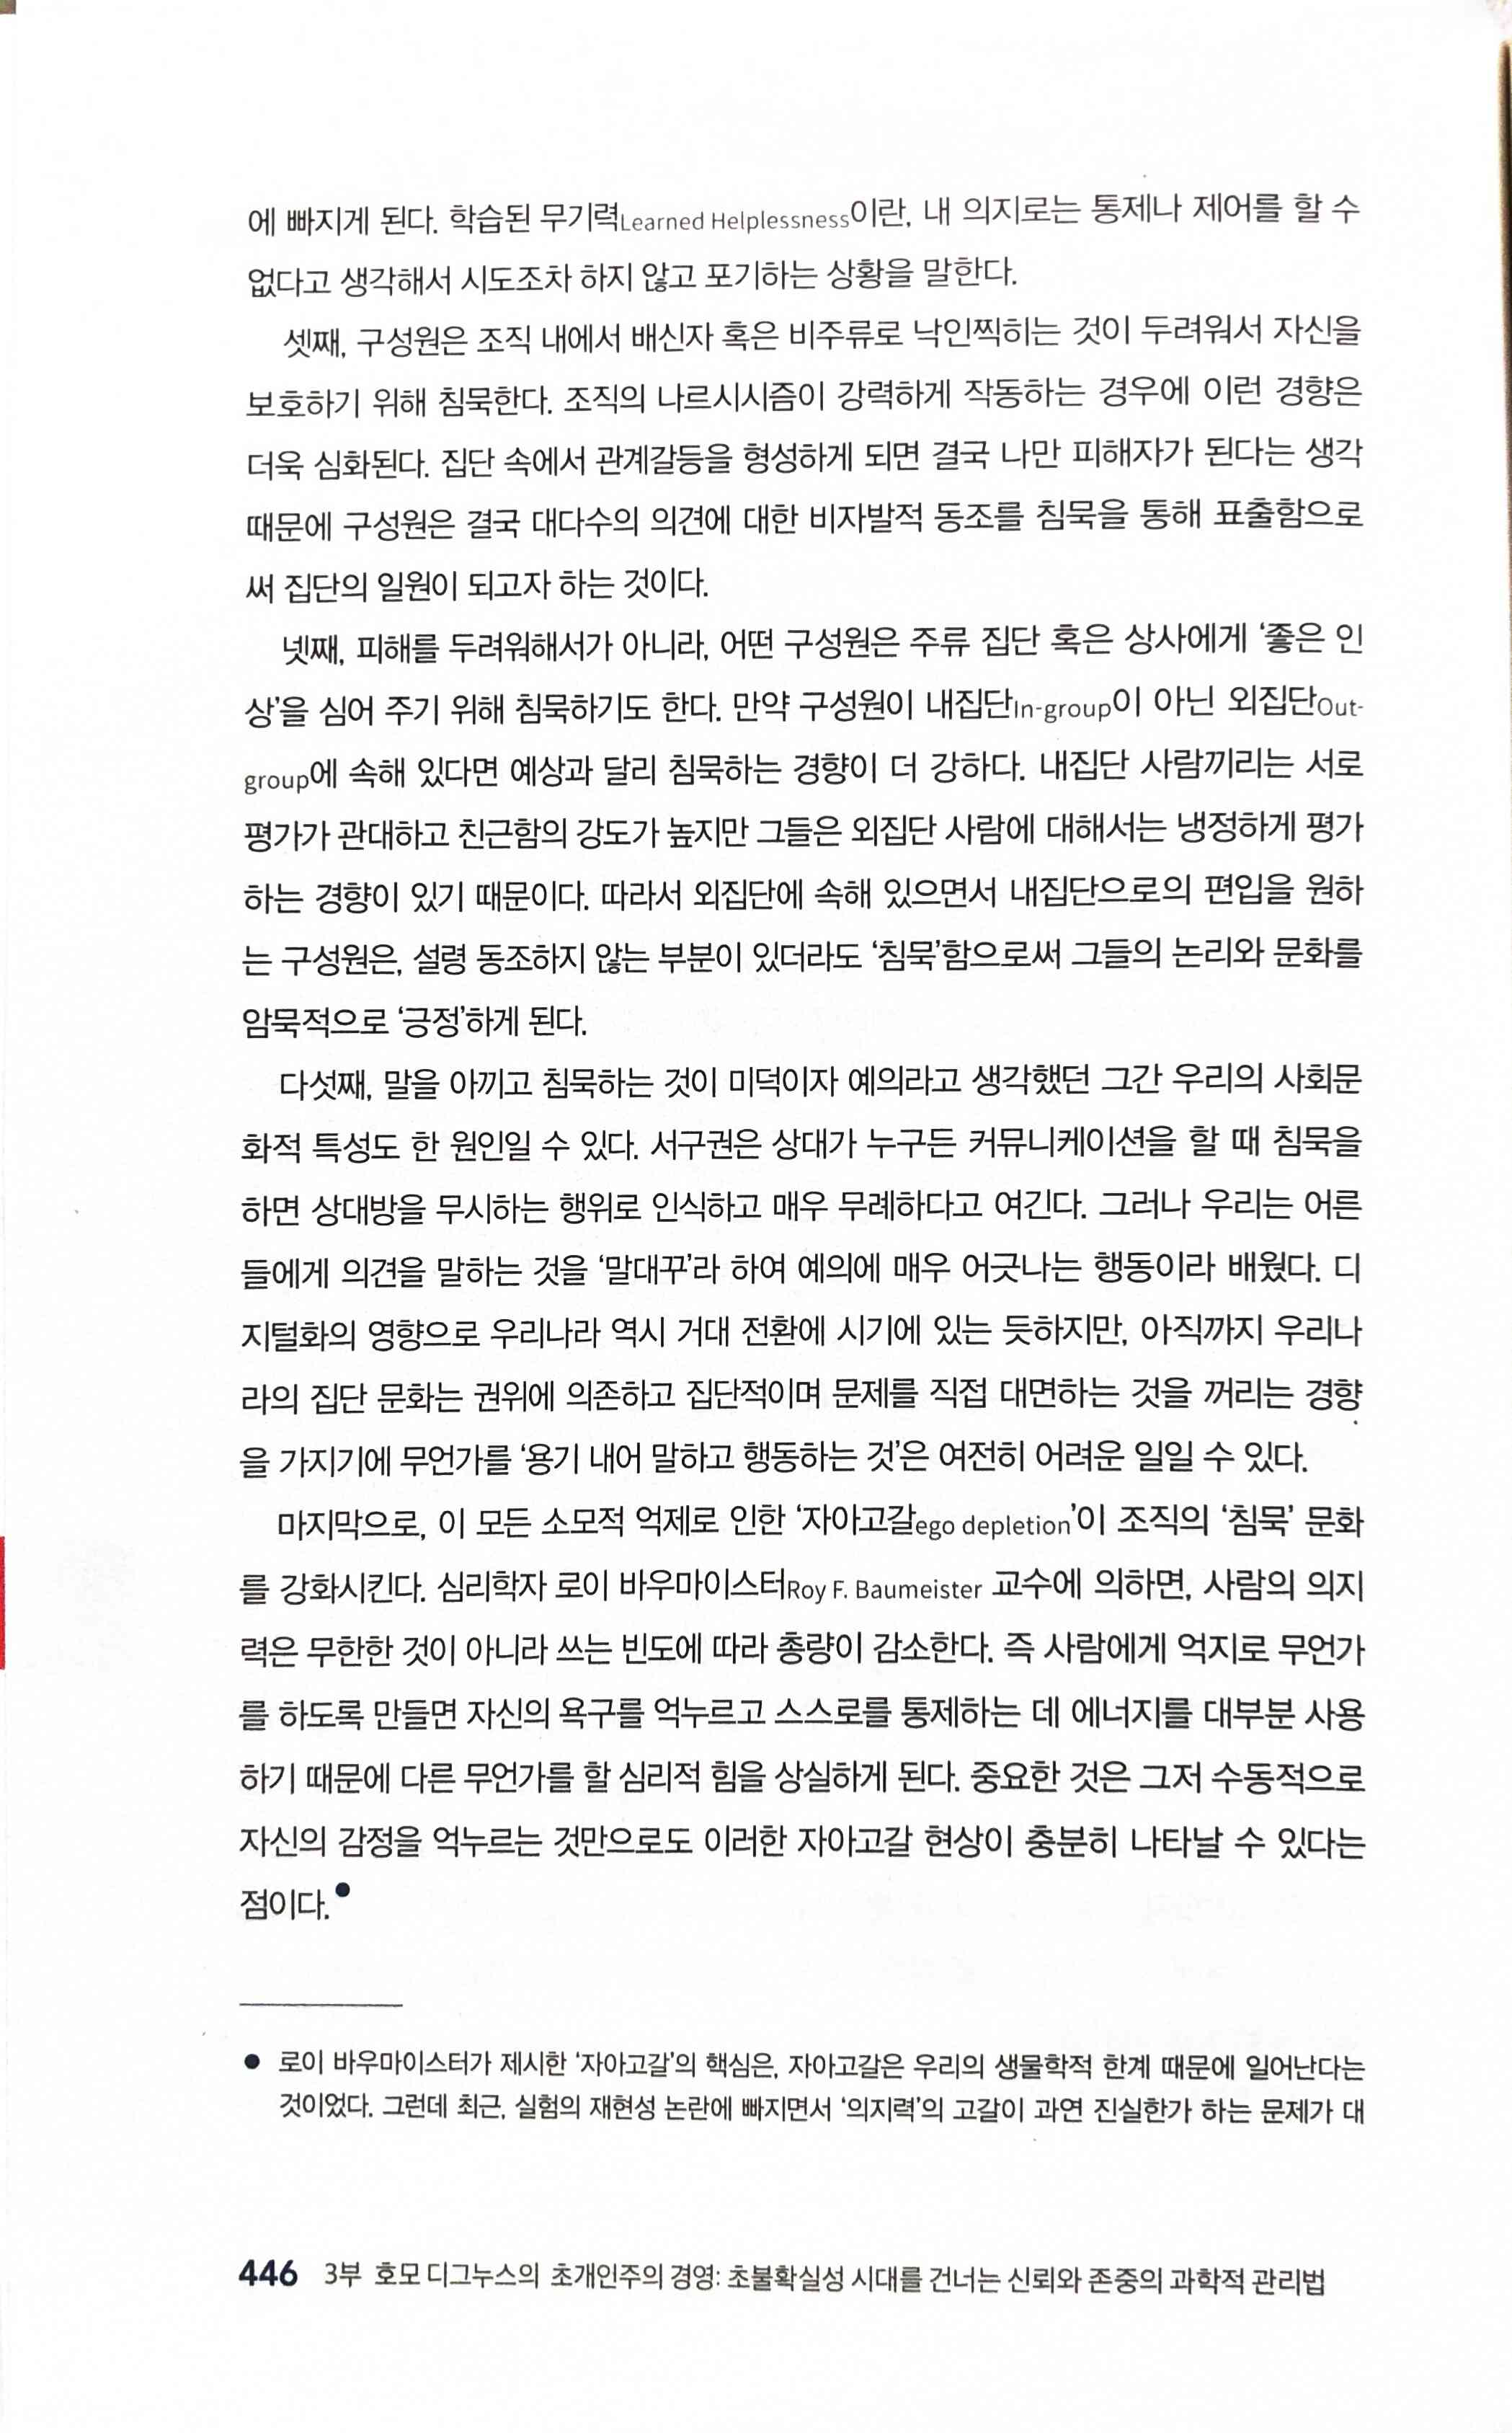 에 빠지게 된다. 학습된 무기력Learned Helplessness이란, 내 의지로는 통제나 제어를 할 수
없다고 생각해서 시도조차 하지 않고 포기하는 상황을 말한다.
셋째, 구성원은 조직 내에서 배신자 혹은 비주류로 낙인찍히는 것이 두려워서 자신을
보호하기 위해 침묵한다. 조직의 나르시시즘이 강력하게 작동하는 경우에 이런 경향은
더욱 심화된다. 집단 속에서 관계갈등을 형성하게 되면 결국 나만 피해자가 된다는 생각
때문에 구성원은 결국 대다수의 의견에 대한 비자발적 동조를 침묵을 통해 표출함으로
써 집단의 일원이 되고자 하는 것이다.
넷째, 피해를 두려워해서가 아니라, 어떤 구성원은 주류 집단 혹은 상사에게 ‘좋은 인
상’을 심어 주기 위해 침묵하기도 한다. 만약 구성원이 내집단In-group이 아닌 외집단Out-
group에 속해 있다면 예상과 달리 침묵하는 경향이 더 강하다. 내집단 사람끼리는 서로
평가가 관대하고 친근함의 강도가 높지만 그들은 외집단 사람에 대해서는 냉정하게 평가
하는 경향이 있기 때문이다. 따라서 외집단에 속해 있으면서 내집단으로의 편입을 원하
는 구성원은, 설령 동조하지 않는 부분이 있더라도 ‘침묵’함으로써 그들의 논리와 문화를
암묵적으로 ‘긍정’하게 된다.
다섯째, 말을 아끼고 침묵하는 것이 미덕이자 예의라고 생각했던 그간 우리의 사회문
화적 특성도 한 원인일 수 있다. 서구권은 상대가 누구든 커뮤니케이션을 할 때 침묵을
하면 상대방을 무시하는 행위로 인식하고 매우 무례하다고 여긴다. 그러나 우리는 어른
들에게 의견을 말하는 것을 ‘말대꾸’라 하여 예의에 매우 어긋나는 행동이라 배웠다. 디
지털화의 영향으로 우리나라 역시 거대 전환에 시기에 있는 듯하지만, 아직까지 우리나
라의 집단 문화는 권위에 의존하고 집단적이며 문제를 직접 대면하는 것을 꺼리는 경향
을 가지기에 무언가를 ‘용기 내어 말하고 행동하는 것’은 여전히 어려운 일일 수 있다.
마지막으로, 이 모든 소모적 억제로 인한 ‘자아고갈ego depletion’이 조직의 ‘침묵’ 문화
를 강화시킨다. 심리학자 로이 바우마이스터Roy F. Baumeister 교수에 의하면, 사람의 의지
력은 무한한 것이 아니라 쓰는 빈도에 따라 총량이 감소한다. 즉 사람에게 억지로 무언가
를 하도록 만들면 자신의 욕구를 억누르고 스스로를 통제하는 데 에너지를 대부분 사용
하기 때문에 다른 무언가를 할 심리적 힘을 상실하게 된다. 중요한 것은 그저 수동적으로
자신의 감정을 억누르는 것만으로도 이러한 자아고갈 현상이 충분히 나타날 수 있다는
점이다.●
● 로이 바우마이스터가 제시한 ‘자아고갈’의 핵심은, 자아고갈은 우리의 생물학적 한계 때문에 일어난다는
것이었다. 그런데 최근, 실험의 재현성 논란에 빠지면서 ‘의지력’의 고갈이 과연 진실한가 하는 문제가 대
446 3부 호모 디그누스의 초개인주의 경영: 초불확실성 시대를 건너는 신뢰와 존중의 과학적 관리법